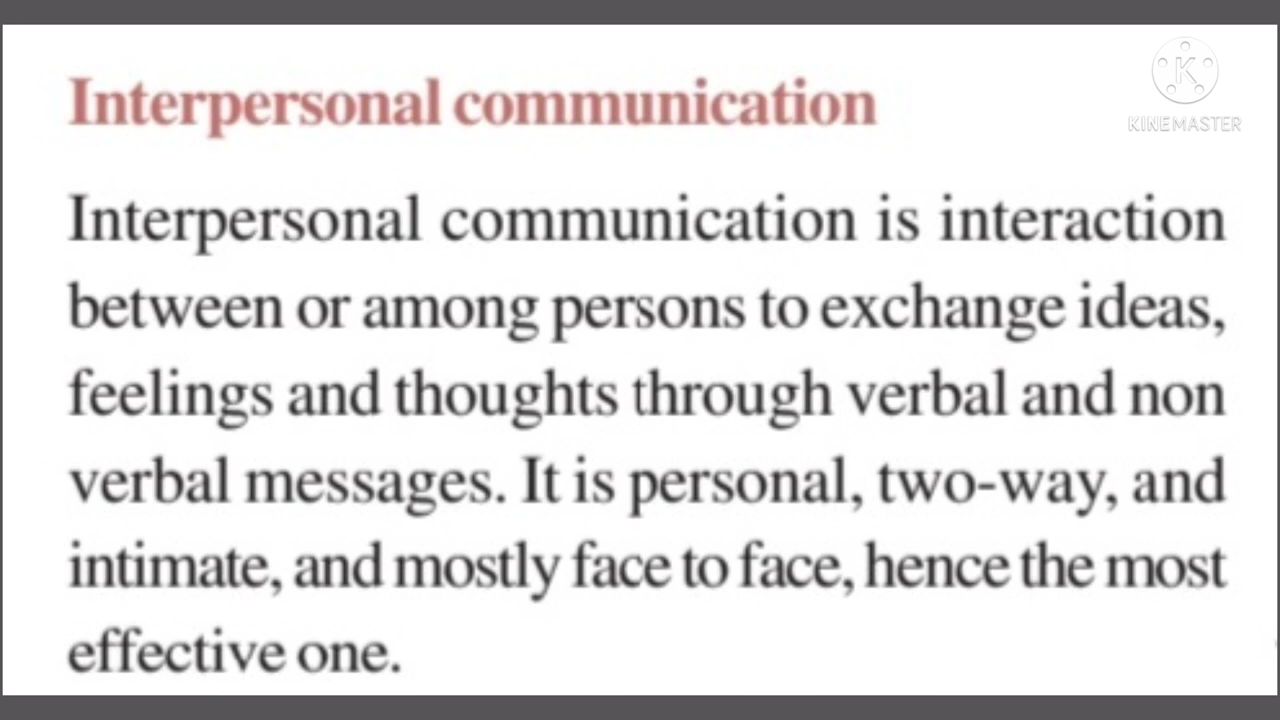 Interpersonal communication
K
KINEMASTER
Interpersonal communication is interaction
between or among persons to exchange ideas,
feelings and thoughts through verbal and non
verbal messages. It is personal, two-way, and
intimate, and mostly face to face, hence the most
effective one.